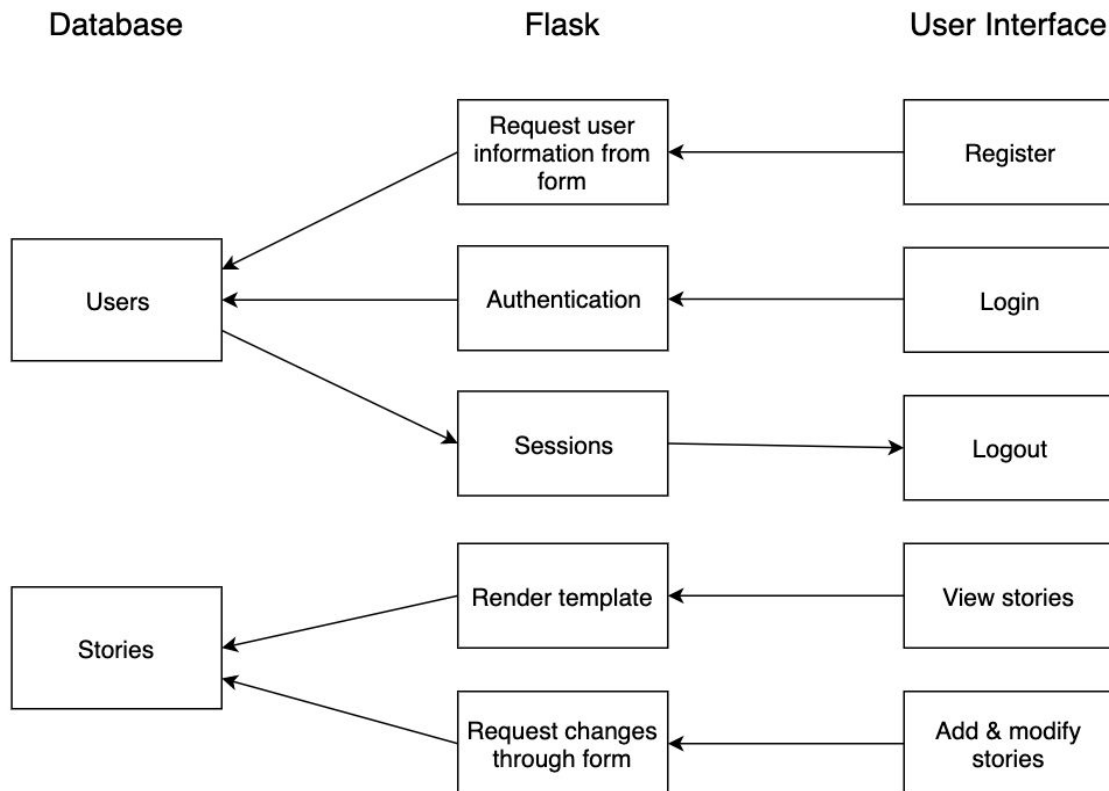 Database
Flask
User Interface
Request user
information from
form
Register
Users
Authentication
Login
Sessions
Logout
Render template
View stories
Stories
Request changes
through form
Add & modify
stories